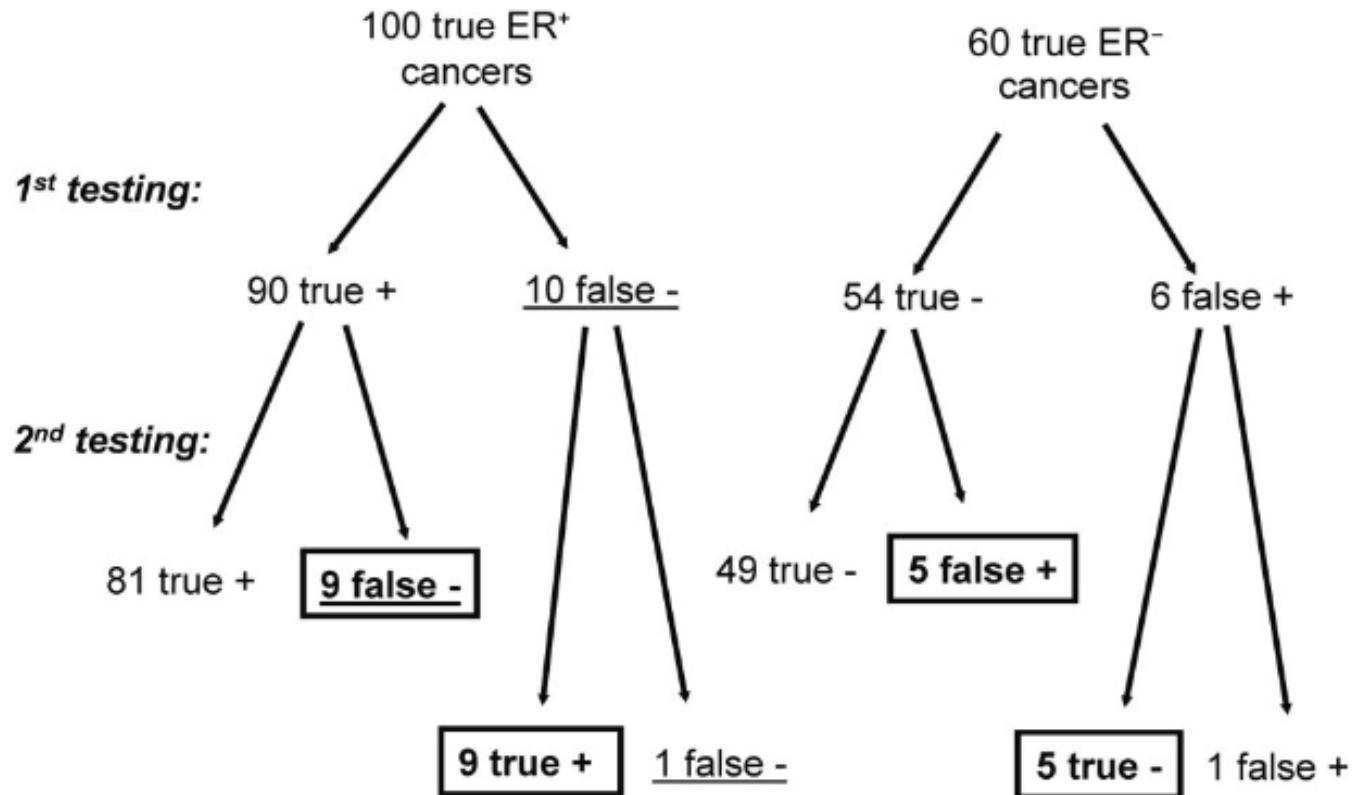 100 true ER⁺
cancers
60 true ER⁻
cancers
1st testing:
90 true +
10 false -
54 true -
6 false +
2nd testing:
81 true +
9 false -
49 true -
5 false +
9 true +
1 false -
5 true -
1 false +